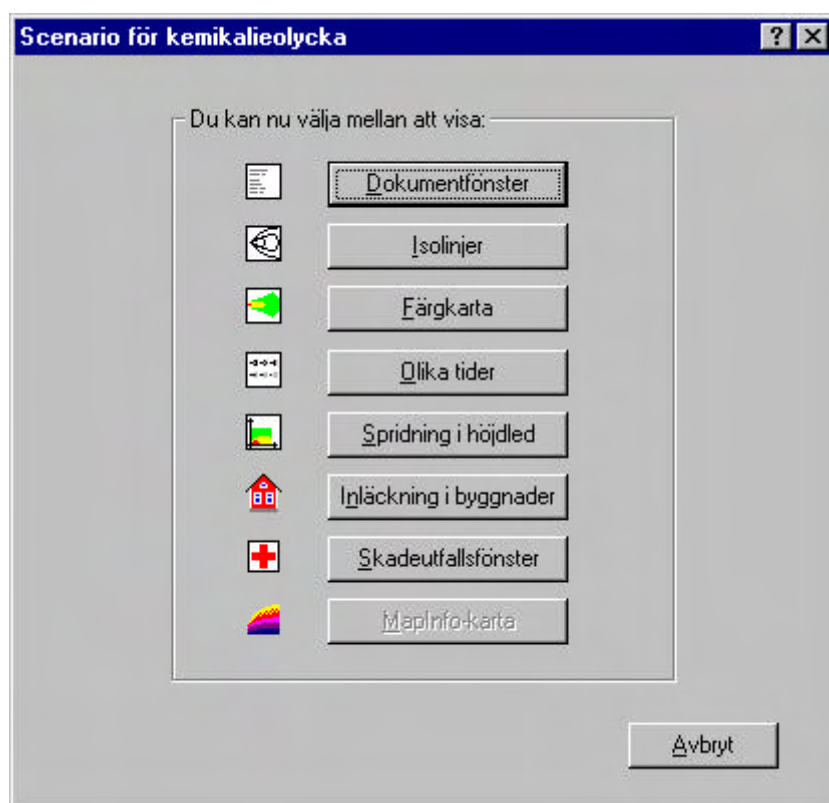 Scenario för kemikalieolycka
Du kan nu välja mellan att visa:
Dokumentfönster
Isolinjer
Färgkarta
Olika tider
Spridning i höjdled
Inläckning i byggnader
Skadeutfallsfönster
MapInfo-karta
Avbryt